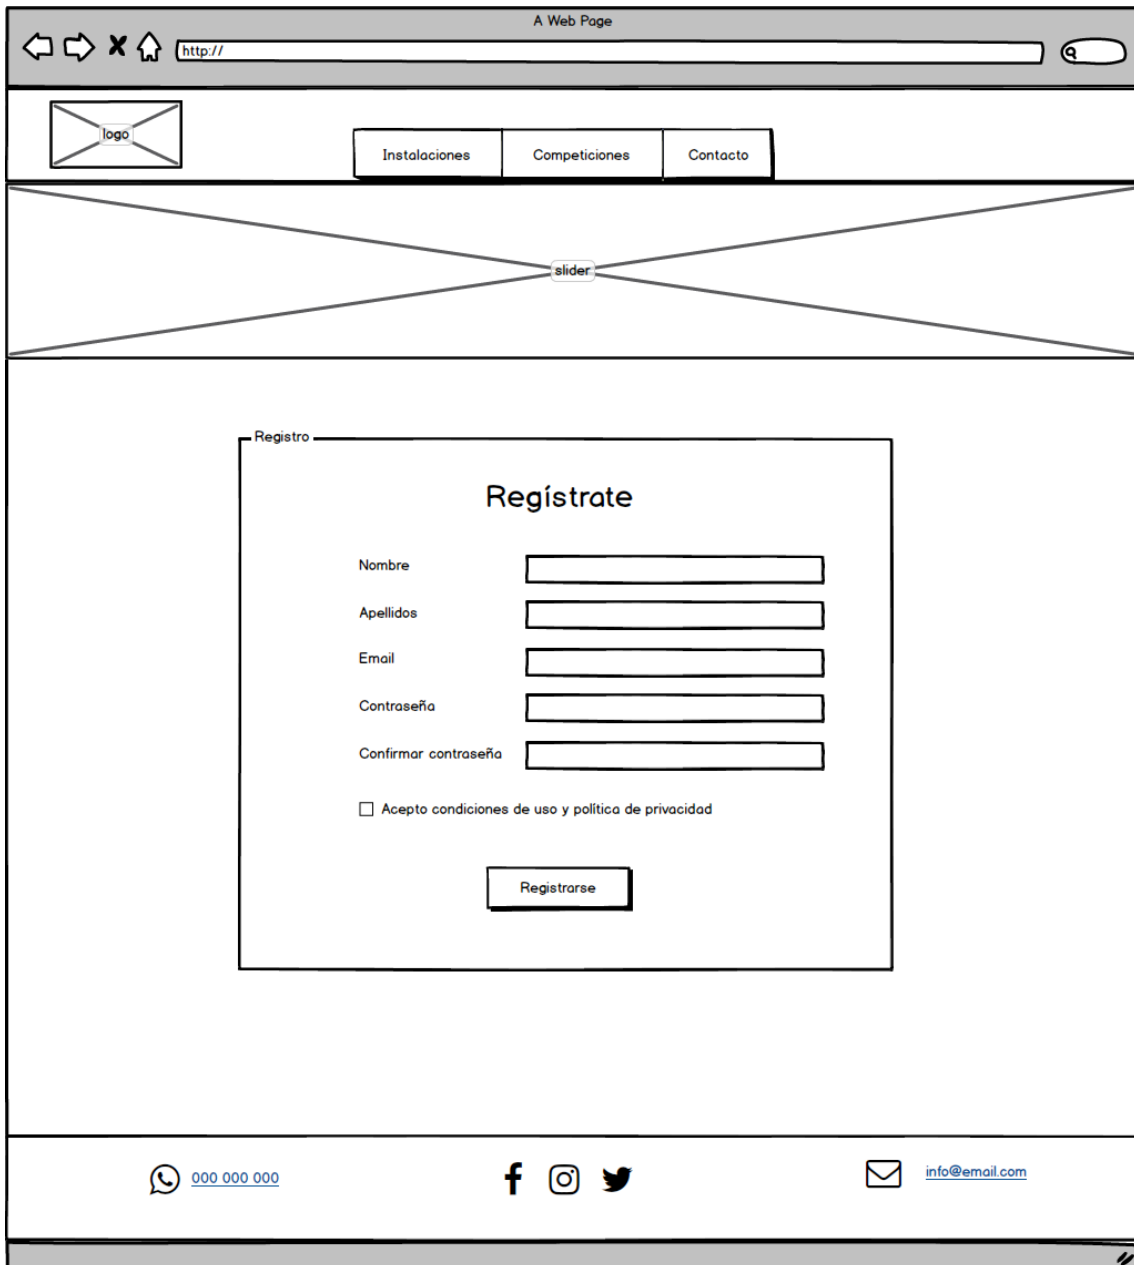 A Web Page
http://
logo
Instalaciones Competiciones Contacto
slider
Registro
Regístrate
Nombre
Apellidos
Email
Contraseña
Confirmar contraseña
Acepto condiciones de uso y política de privacidad
Registrarse
000 000 000
info@email.com